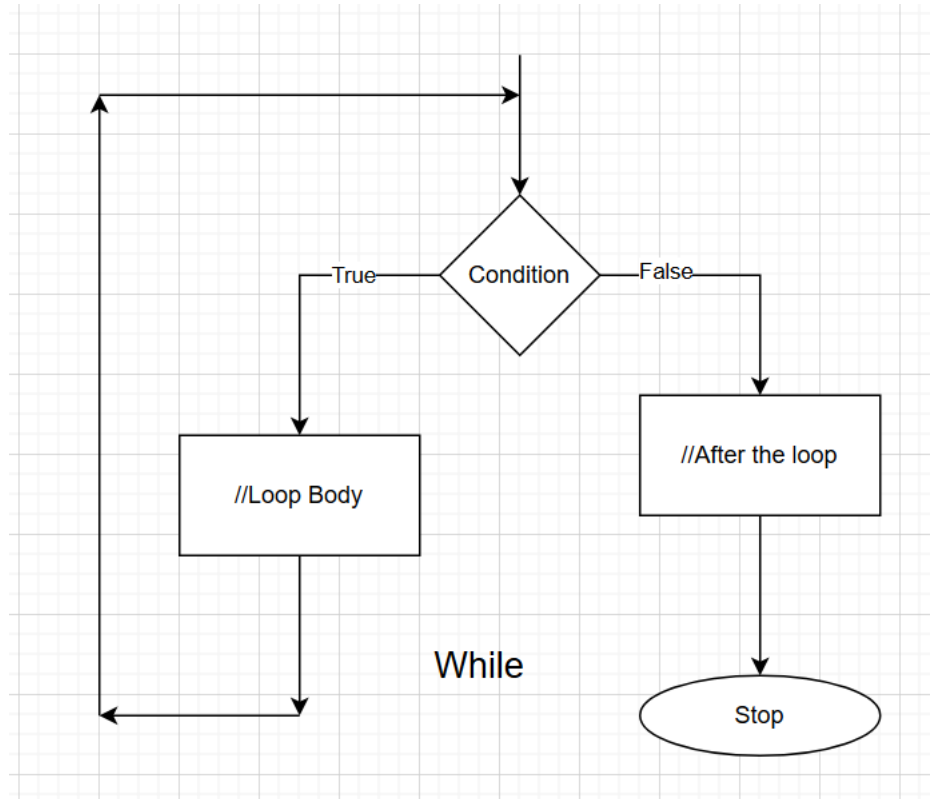 Condition
True
False
//After the loop
//Loop Body
While
Stop